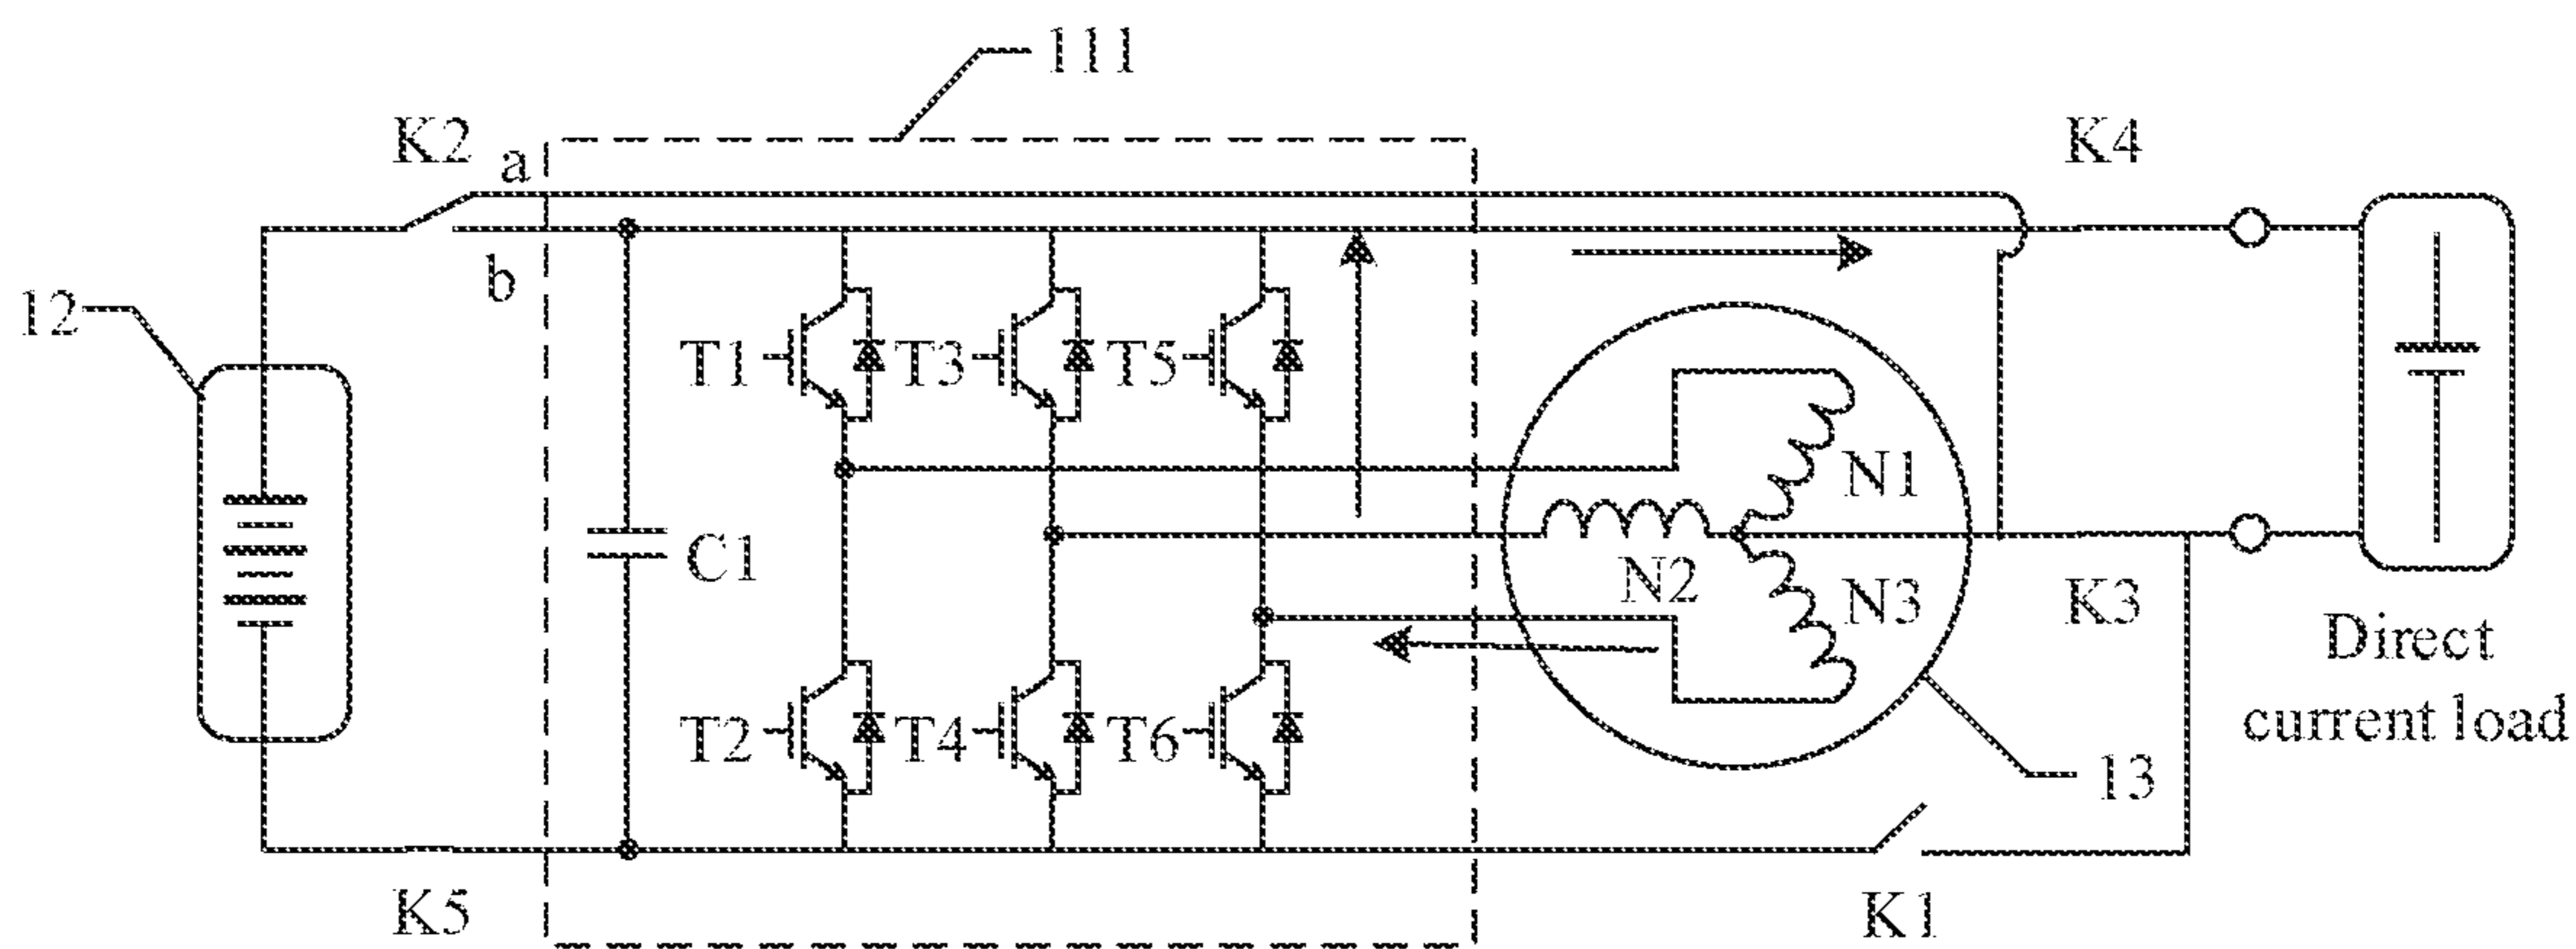 111
K2
a
K4
b
12
T1
T3
T5
N1
C1
N2
N3
K3
Direct
current load
T2
T4
T6
13
K5
K1